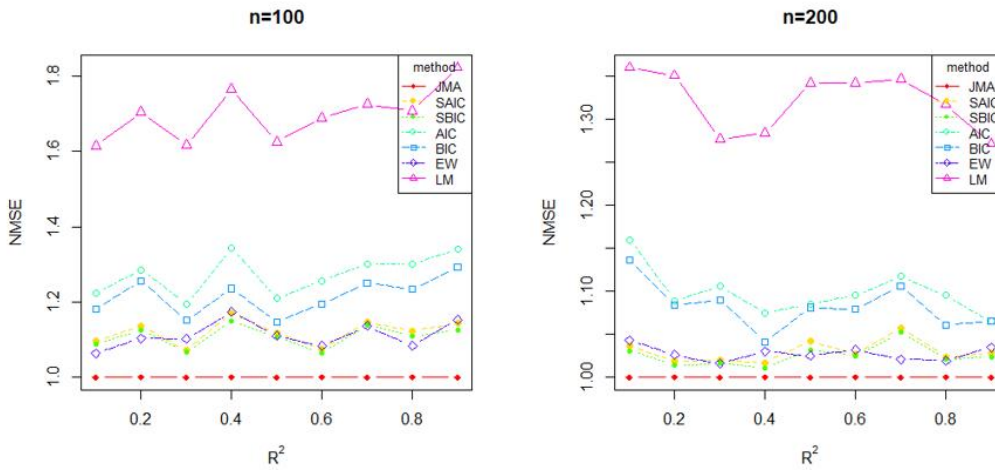 n=100
NMSE
1.0
1.2
1.4
1.6
1.8
0.2
0.4
0.6
0.8
R²
method
JMA
SAIC
SBIC
AIC
BIC
EW
LM
n=200
NMSE
1.00
1.10
1.20
1.30
0.2
0.4
0.6
0.8
R²
method
JMA
SAIC
SBIC
AIC
BIC
EW
LM